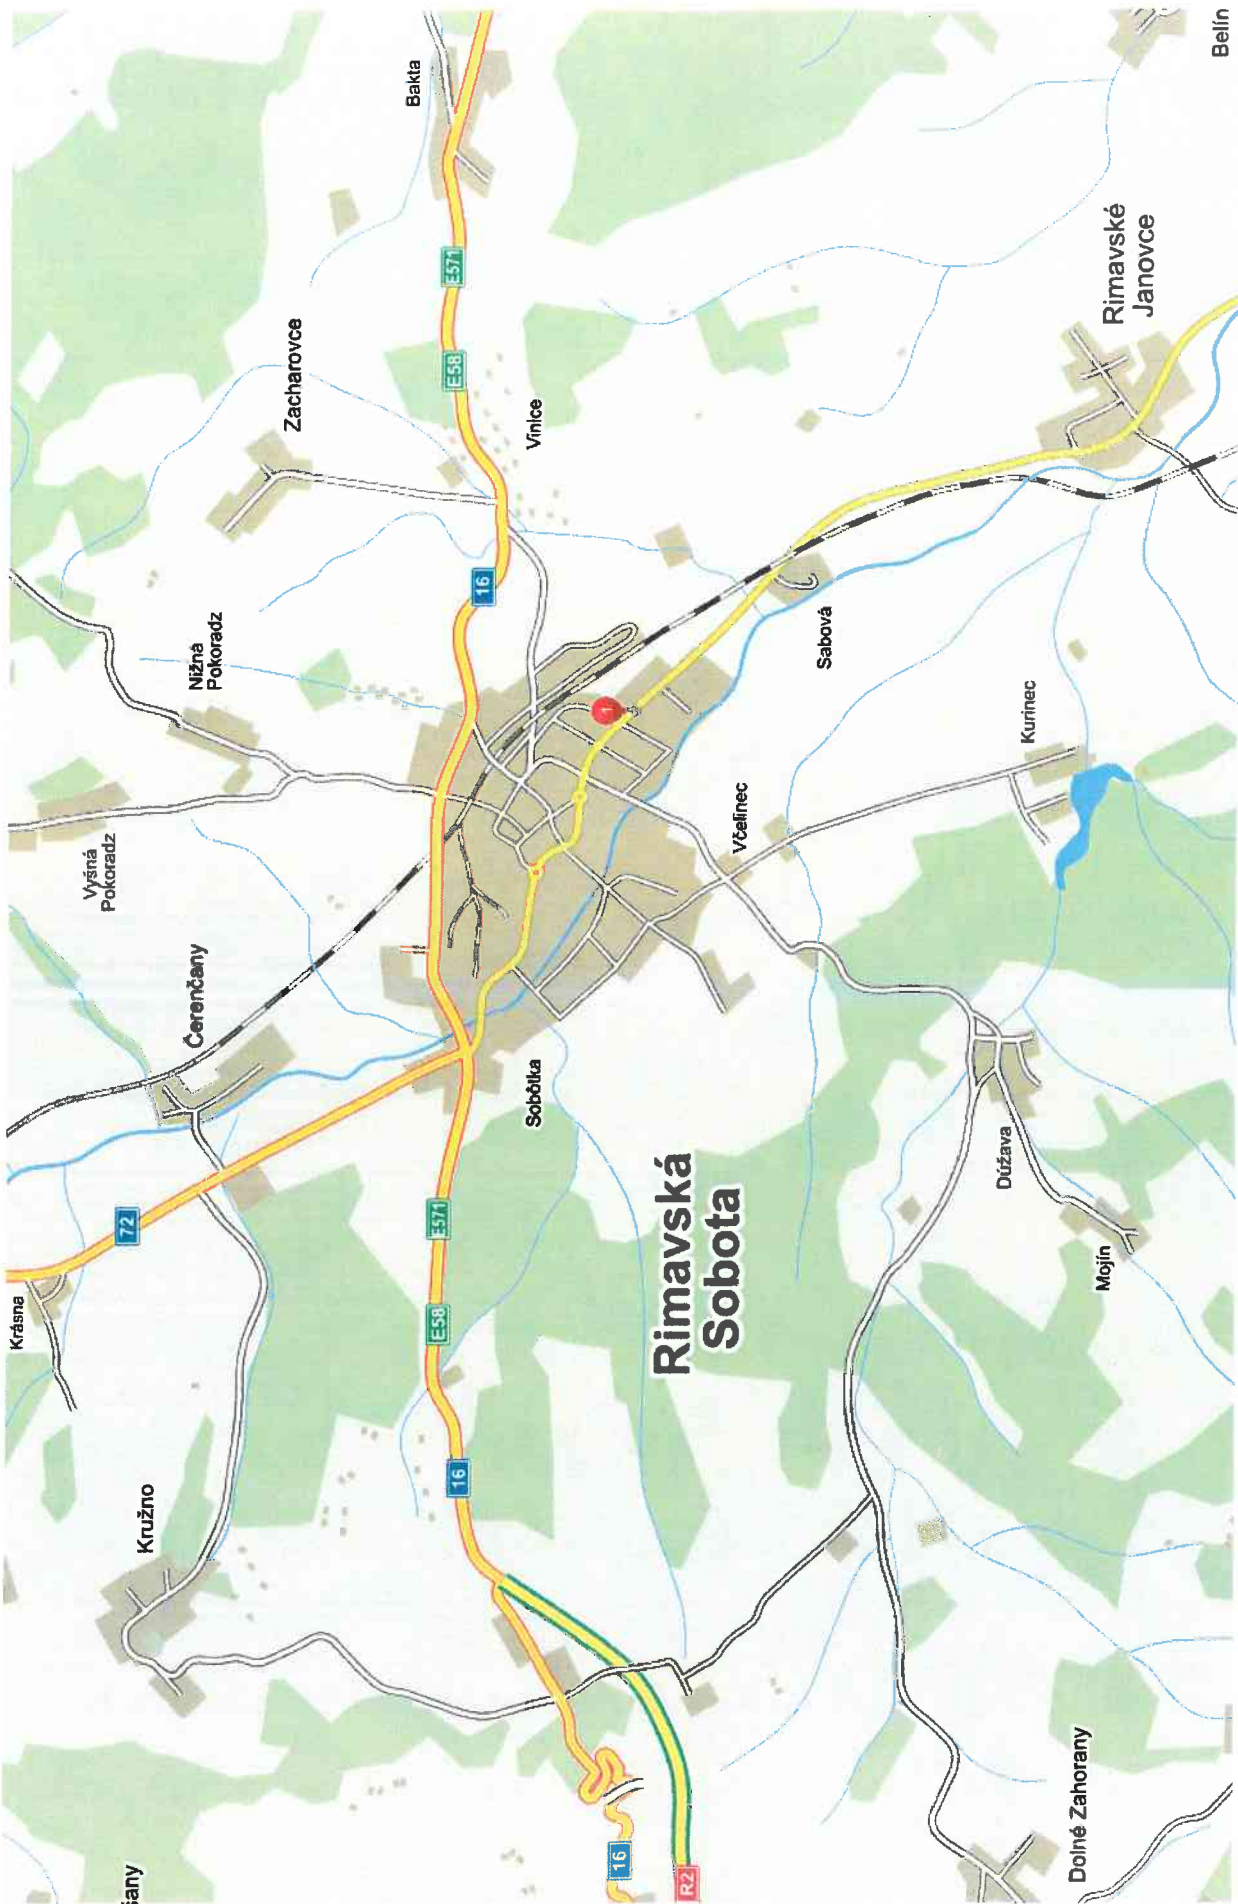 Belín
Bakta
E571
Rimavské
Janovce
Zacharovce
E58
Vinice
16
Nižná
Pokoradz
Sabová
Kurinec
1
Vyšná
Pokoradz
Včelinec
Čerenčany
Sobôtka
Dúžava
72
E571
Rimavská
Sobota
Mojín
Krásna
E58
16
Kružno
Dolné Zahorany
16
R2
šany